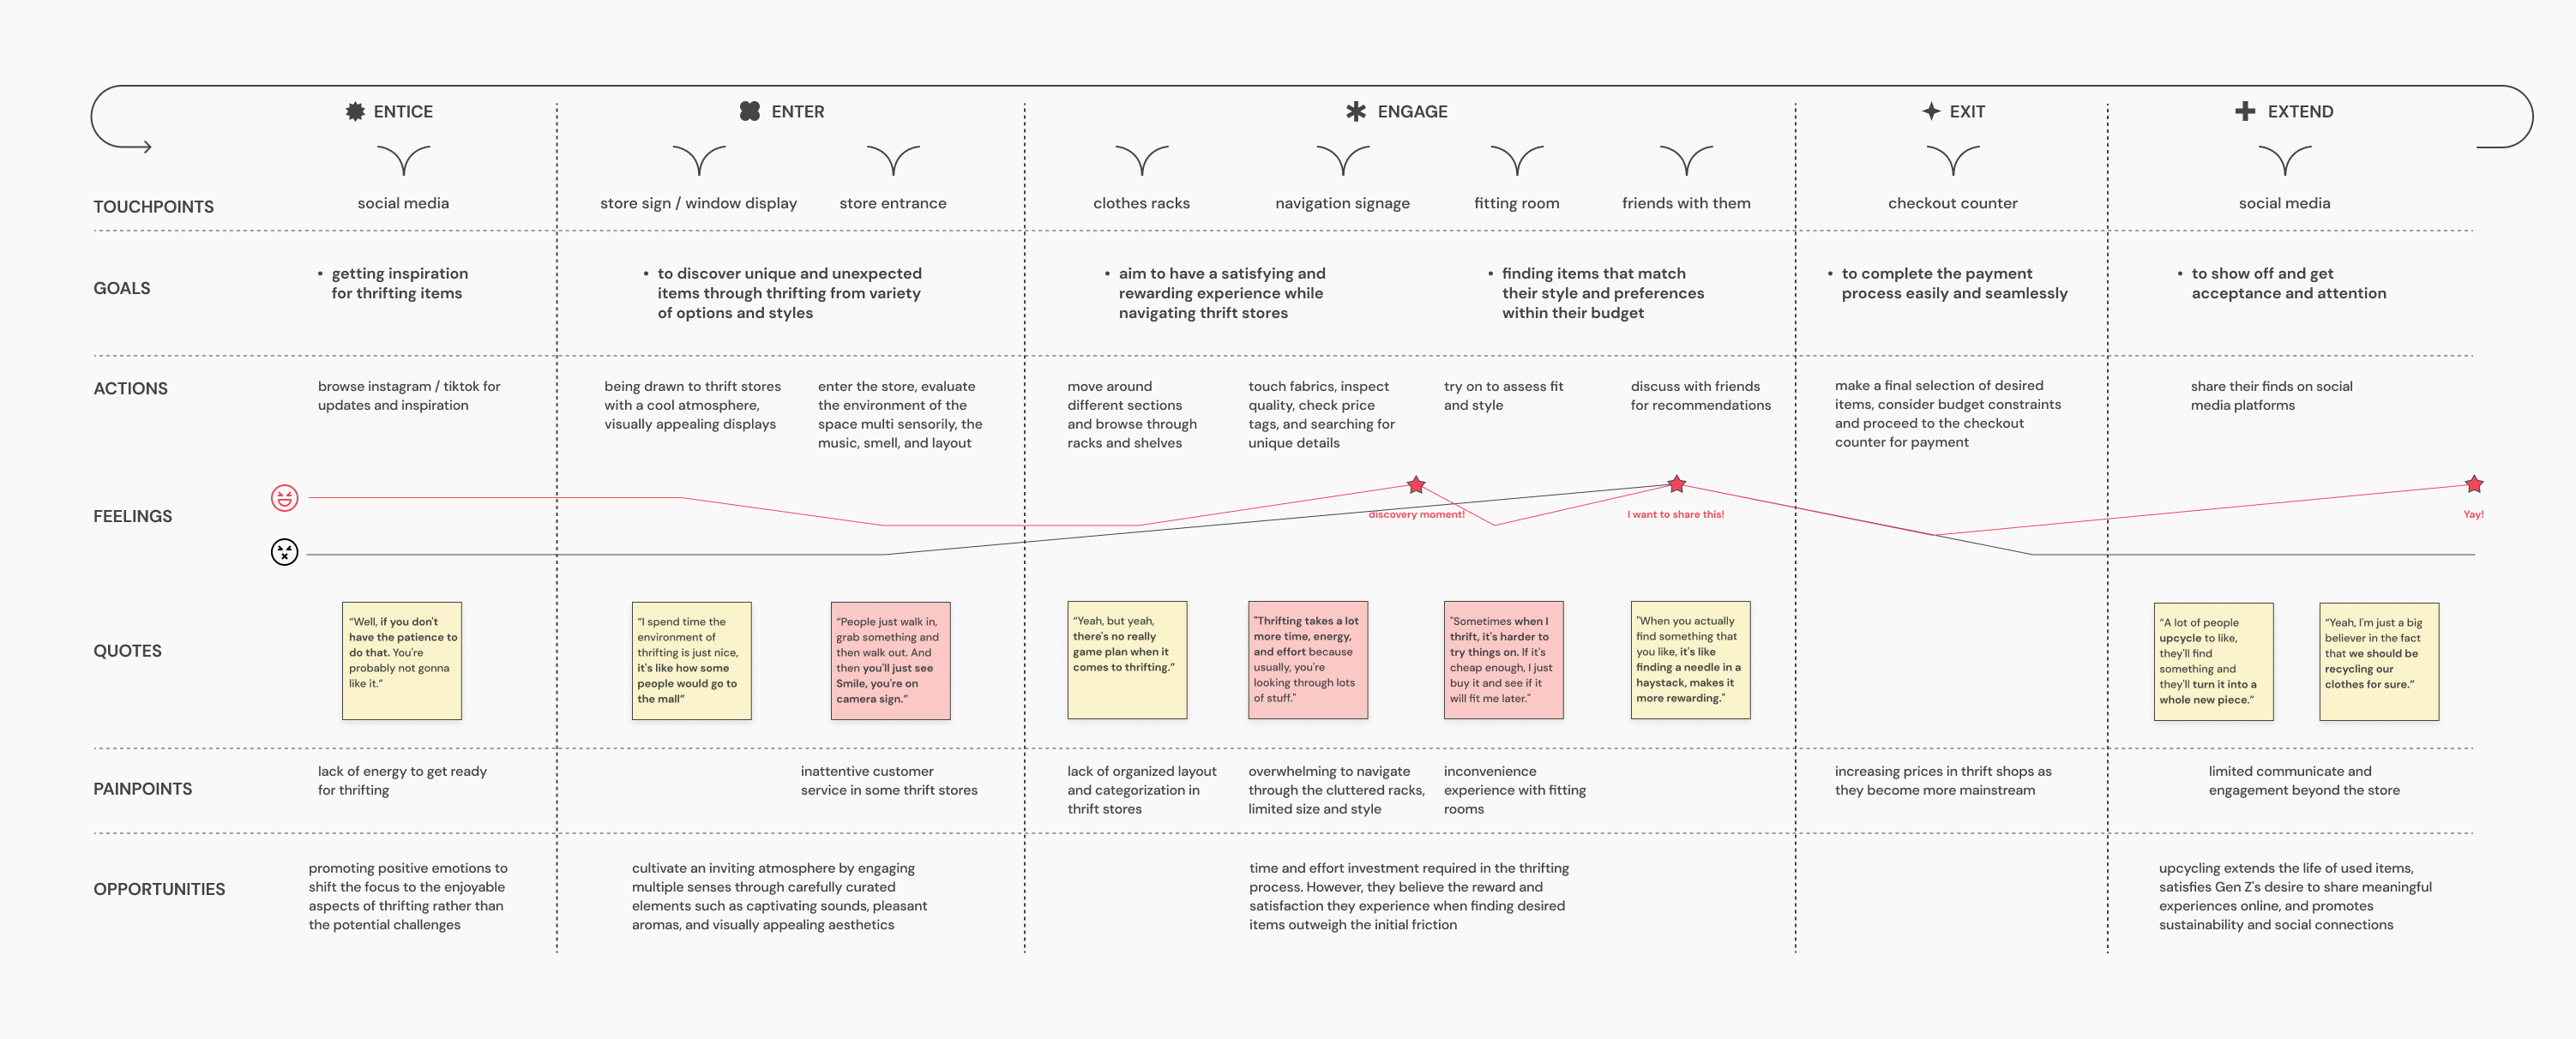 ENTICE
ENTER
ENGAGE
EXIT
EXTEND
TOUCHPOINTS
social media
store sign / window display
store entrance
clothes racks
navigation signage
fitting room
friends with them
checkout counter
social media
GOALS
• getting inspiration
for thrifting items
• to discover unique and unexpected
items through thrifting from variety
of options and styles
• aim to have a satisfying and
rewarding experience while
navigating thrift stores
• finding items that match
their style and preferences
within their budget
• to complete the payment
process easily and seamlessly
• to show off and get
acceptance and attention
ACTIONS
browse instagram / tiktok for
updates and inspiration
being drawn to thrift stores
with a cool atmosphere,
visually appealing displays
enter the store, evaluate
the environment of the
space multi sensorily, the
music, smell, and layout
move around
different sections
and browse through
racks and shelves
touch fabrics, inspect
quality, check price
tags, and searching for
unique details
try on to assess fit
and style
discuss with friends
for recommendations
make a final selection of desired
items, consider budget constraints
and proceed to the checkout
counter for payment
share their finds on social
media platforms
FEELINGS
discovery moment!
I want to share this!
Yay!
QUOTES
“Well, if you don't
have the patience to
do that. You're
probably not gonna
like it.”
“I spend time the
environment of
thrifting is just nice,
it's like how some
people would go to
the mall”
“People just walk in,
grab something and
then walk out. And
then you'll just see
Smile, you're on
camera sign.”
“Yeah, but yeah,
there's no really
game plan when it
comes to thrifting.”
"Thrifting takes a lot
more time, energy,
and effort because
usually, you're
looking through lots
of stuff."
"Sometimes when I
thrift, it's harder to
try things on. If it's
cheap enough, I just
buy it and see if it
will fit me later."
"When you actually
find something that
you like, it's like
finding a needle in a
haystack, makes it
more rewarding."
“A lot of people
upcycle to like,
they'll find
something and
they'll turn it into a
whole new piece.”
“Yeah, I'm just a big
believer in the fact
that we should be
recycling our
clothes for sure.”
PAINPOINTS
lack of energy to get ready
for thrifting
inattentive customer
service in some thrift stores
lack of organized layout
and categorization in
thrift stores
overwhelming to navigate
through the cluttered racks,
limited size and style
inconvenience
experience with fitting
rooms
increasing prices in thrift shops as
they become more mainstream
limited communicate and
engagement beyond the store
OPPORTUNITIES
promoting positive emotions to
shift the focus to the enjoyable
aspects of thrifting rather than
the potential challenges
cultivate an inviting atmosphere by engaging
multiple senses through carefully curated
elements such as captivating sounds, pleasant
aromas, and visually appealing aesthetics
time and effort investment required in the thrifting
process. However, they believe the reward and
satisfaction they experience when finding desired
items outweigh the initial friction
upcycling extends the life of used items,
satisfies Gen Z's desire to share meaningful
experiences online, and promotes
sustainability and social connections